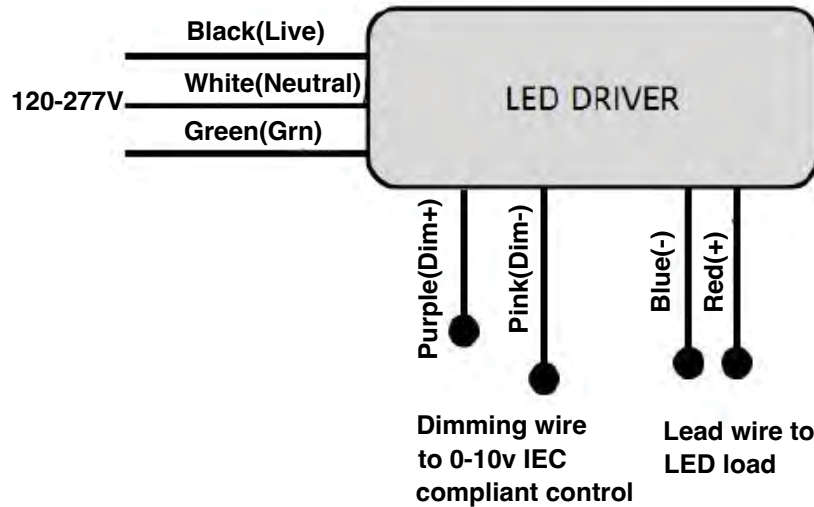 Black(Live)
120-277V
White(Neutral)
Green(Grn)
LED DRIVER
Purple(Dim+)
Pink(Dim-)
Blue(-)
Red(+)
Dimming wire
to 0-10v IEC
compliant control
Lead wire to
LED load